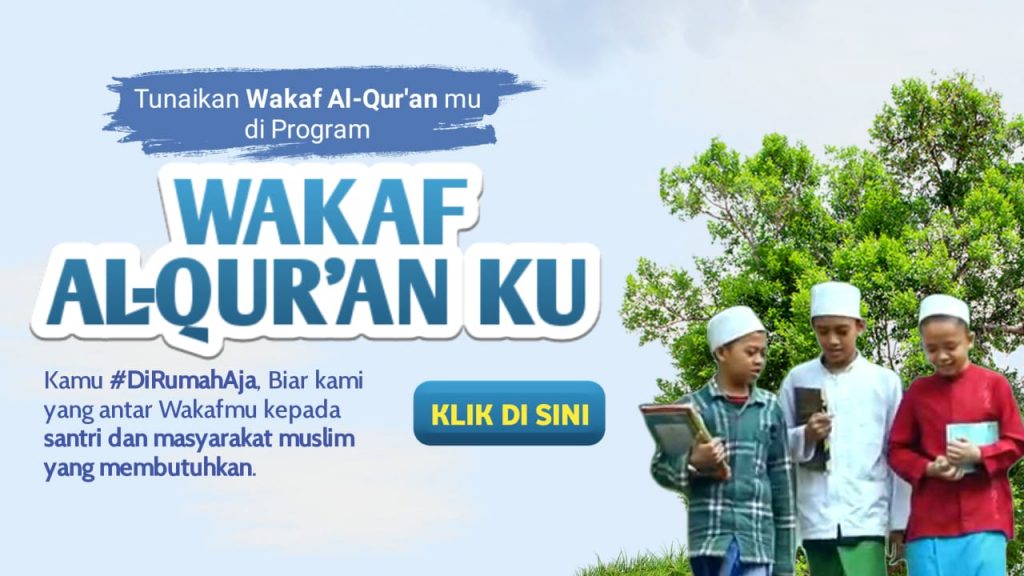 Tunaikan Wakaf Al-Qur'an mu
di Program
WAKAF
AL-QUR'AN KU
Kamu #DiRumahAja, Biar kami
yang antar Wakafmu kepada
santri dan masyarakat muslim
yang membutuhkan.
KLIK DI SINI